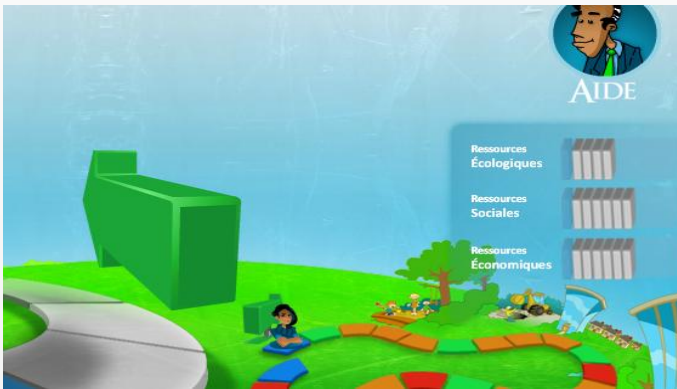 AIDE
Ressources
Écologiques
Ressources
Sociales
Ressources
Économiques